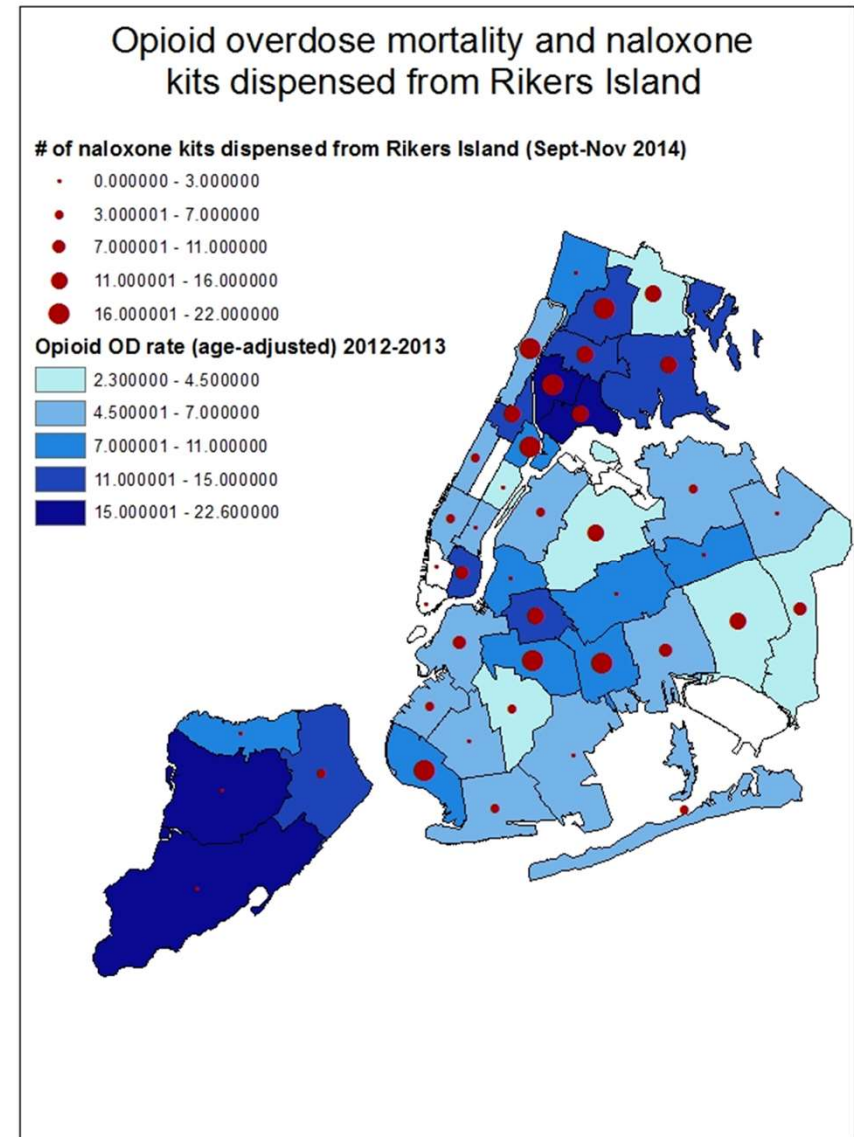 Opioid overdose mortality and naloxone
kits dispensed from Rikers Island
# of naloxone kits dispensed from Rikers Island (Sept-Nov 2014)
0.000000 - 3.000000
3.000001 - 7.000000
7.000001 - 11.000000
11.000001 - 16.000000
16.000001 - 22.000000
Opioid OD rate (age-adjusted) 2012-2013
2.300000 - 4.500000
4.500001 - 7.000000
7.000001 - 11.000000
11.000001 - 15.000000
15.000001 - 22.600000